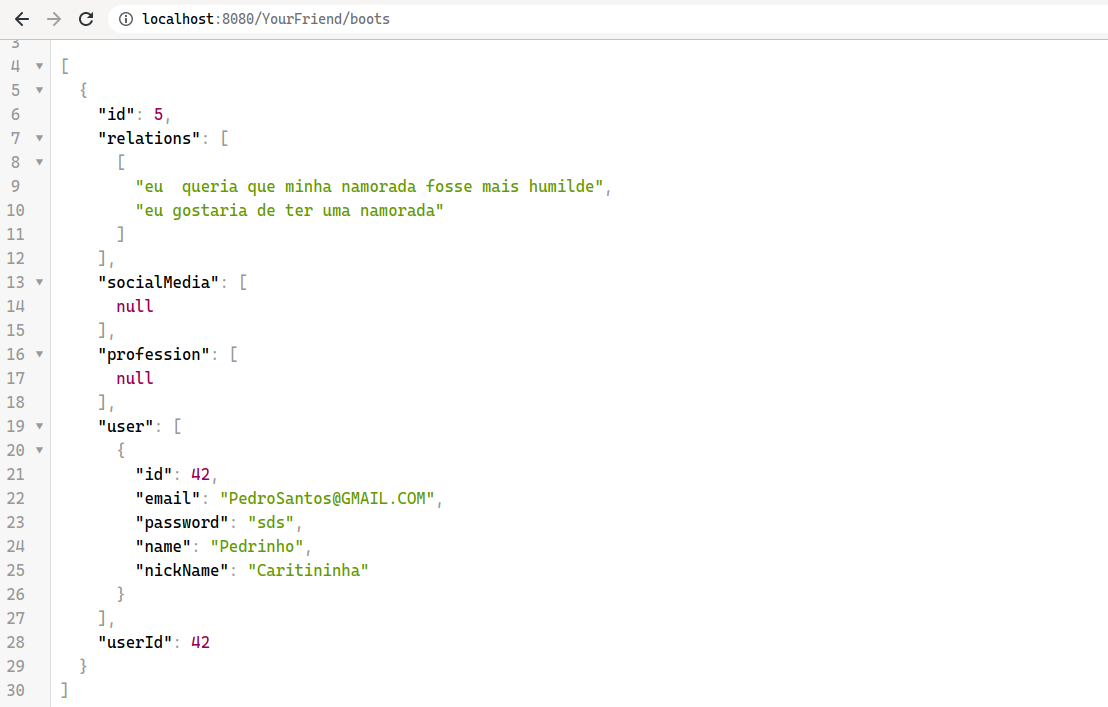 localhost:8080/YourFriend/boots
3
4 [
5 {
6 "id": 5,
7 "relations": [
8 [
9 "eu  queria que minha namorada fosse mais humilde",
10 "eu gostaria de ter uma namorada"
11 ]
12 ],
13 "socialMedia": [
14 null
15 ],
16 "profession": [
17 null
18 ],
19 "user": [
20 {
21 "id": 42,
22 "email": "PedroSantos@GMAIL.COM",
23 "password": "sds",
24 "name": "Pedrinho",
25 "nickName": "Caritininha"
26 }
27 ],
28 "userId": 42
29 }
30 ]